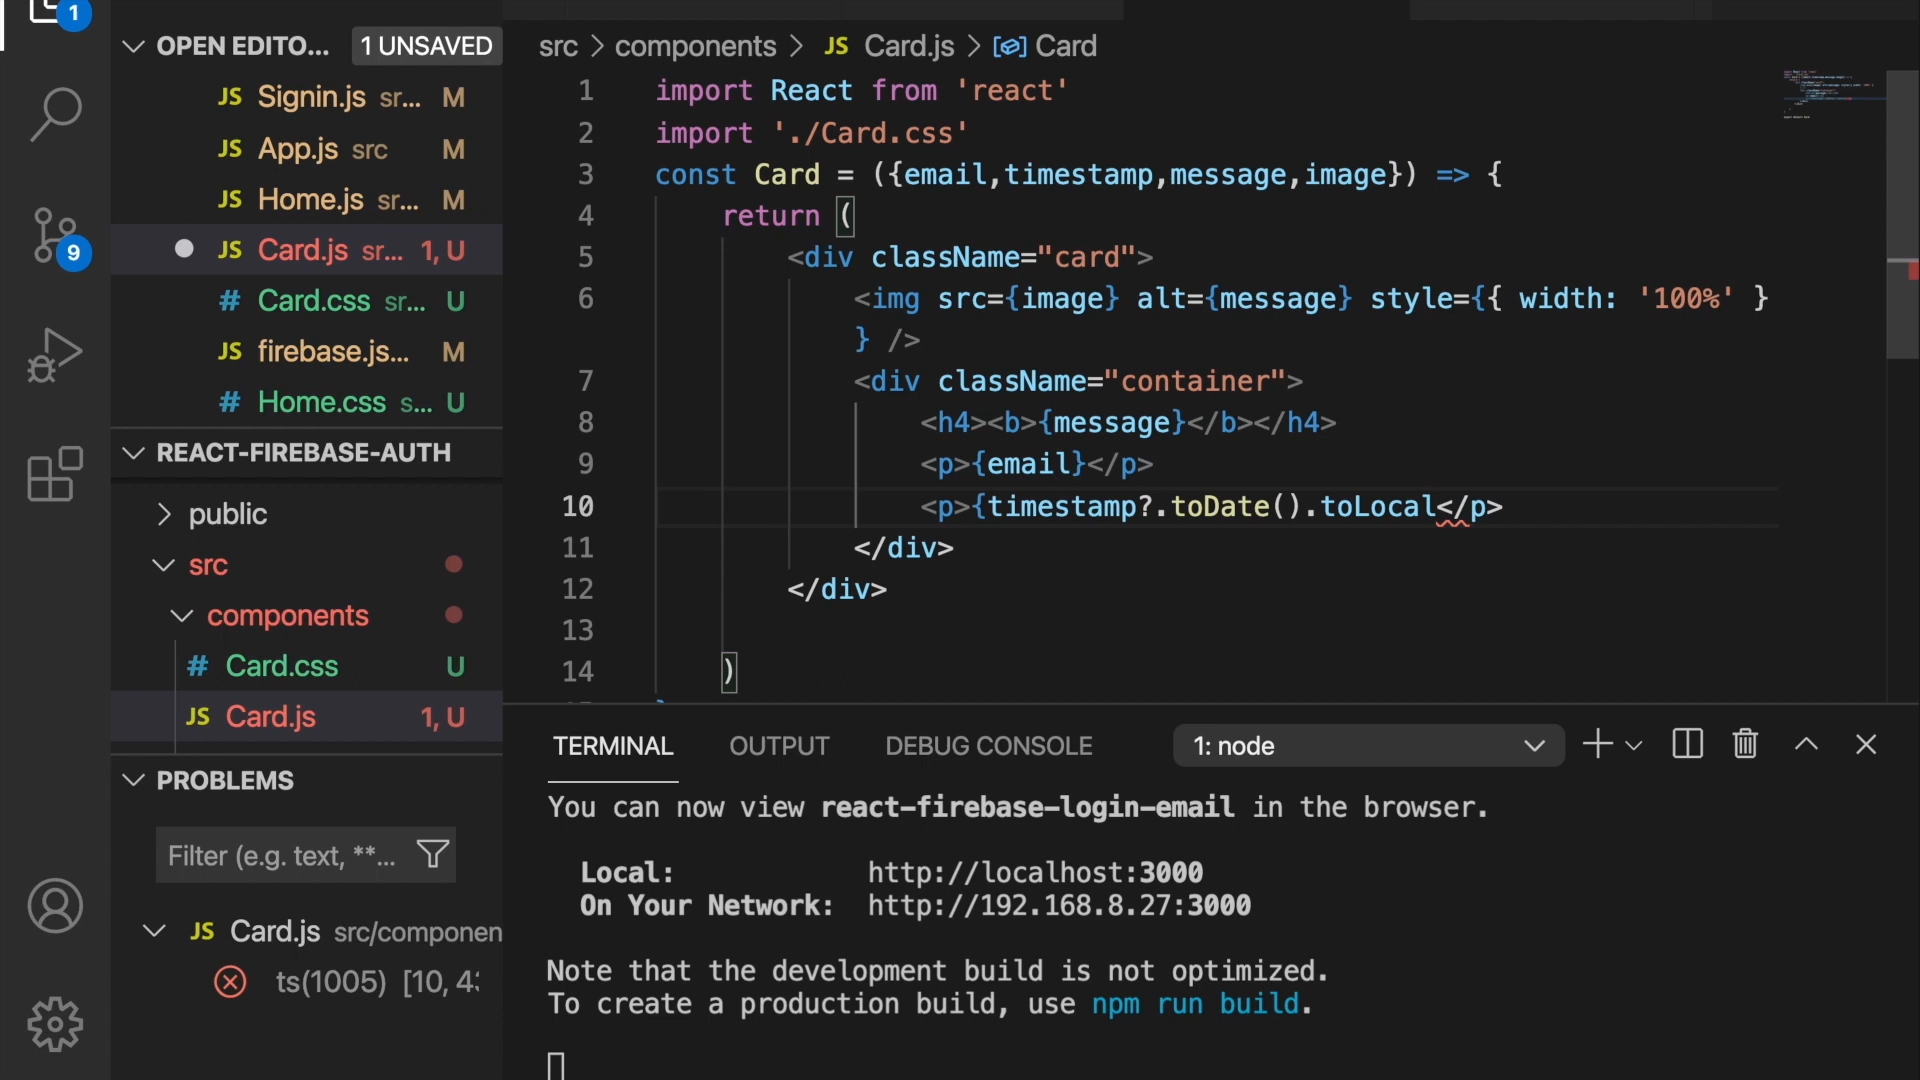 1
OPEN EDITO... 1 UNSAVED
JS Signin.js sr... M
JS App.js src M
JS Home.js sr... M
9
JS Card.js sr... 1, U
# Card.css sr... U
JS firebase.js... M
# Home.css s... U
REACT-FIREBASE-AUTH
public
src
components
# Card.css U
JS Card.js 1, U
PROBLEMS
Filter (e.g. text, **...
JS Card.js src/componen
ts(1005) [10, 43
src > components > JS Card.js > Card
1 import React from 'react'
2 import './Card.css'
3 const Card = ({email,timestamp,message,image}) => {
4 return (
5 <div className="card">
6 <img src={image} alt={message} style={{ width: '100%' }
} />
7 <div className="container">
8 <h4><b>{message}</b></h4>
9 <p>{email}</p>
10 <p>{timestamp?.toDate().toLocal</p>
11 </div>
12 </div>
13
14 )
TERMINAL OUTPUT DEBUG CONSOLE 1: node
You can now view react-firebase-login-email in the browser.
Local: http://localhost:3000
On Your Network: http://192.168.8.27:3000
Note that the development build is not optimized.
To create a production build, use npm run build.